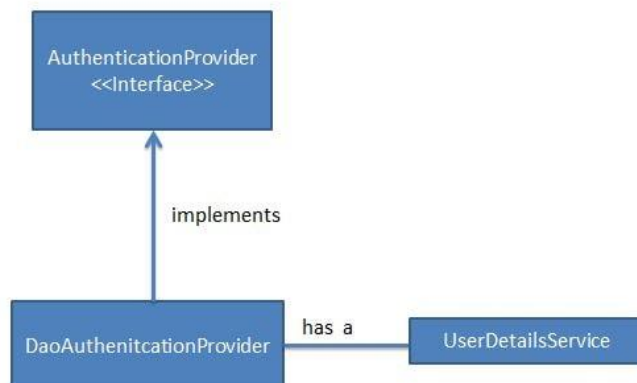 AuthenticationProvider
<<Interface>>
implements
DaoAuthenitcationProvider
has a
UserDetailsService